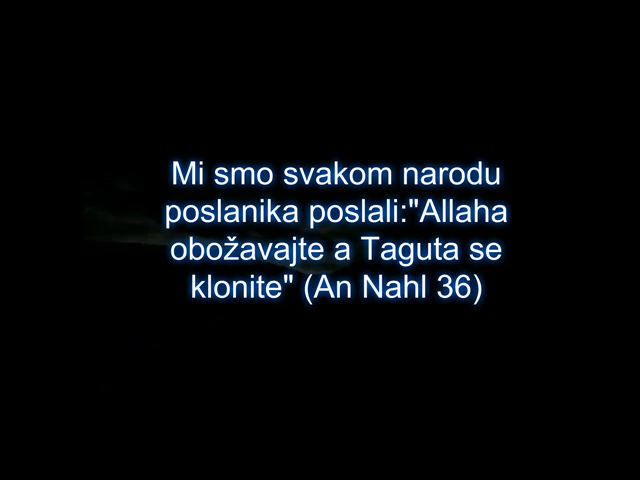 Mi smo svakom narodu
poslanika poslali:"Allaha
obožavajte a Taguta se
klonite" (An Nahl 36)